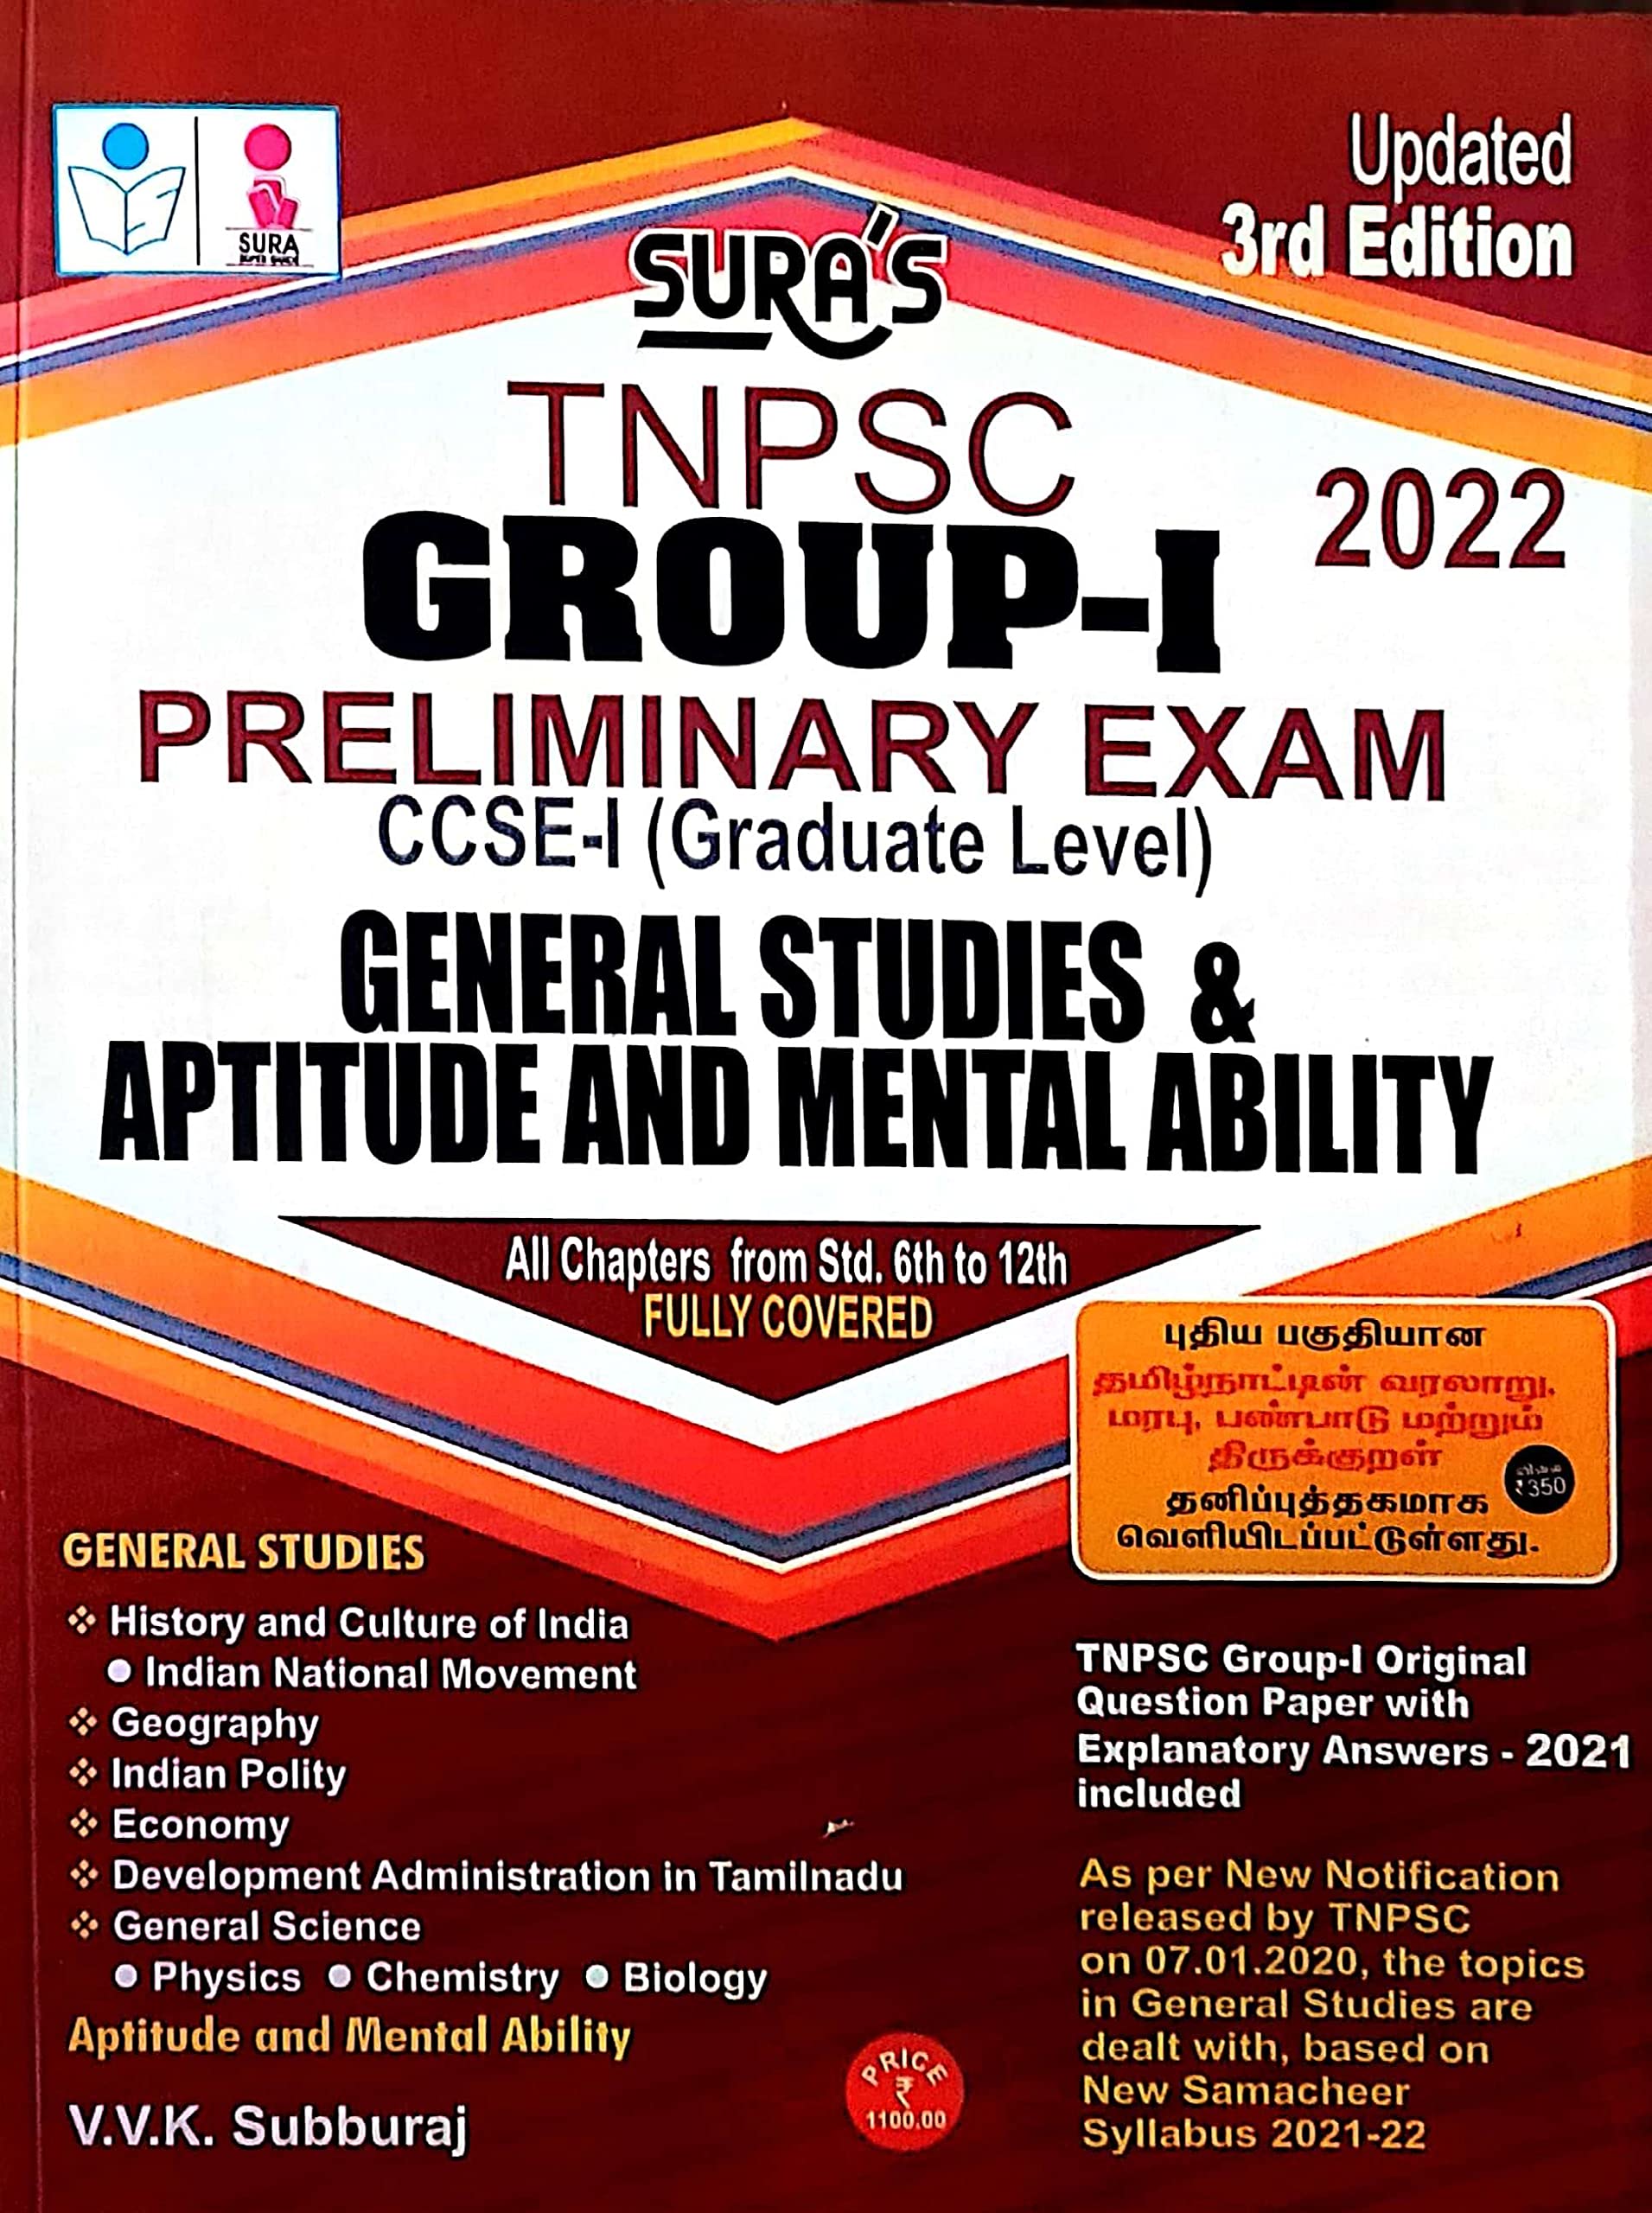 SURA
Updated
3rd Edition
SURA'S
TNPSC
2022
GROUP-I
PRELIMINARY EXAM
CCSE-I (Graduate Level)
GENERAL STUDIES &
APTITUDE AND MENTAL ABILITY
All Chapters from Std. 6th to 12th
FULLY COVERED
புதிய பகுதியான
தமிழ்நாட்டின் வரலாறு,
மரபு, பண்பாடு மற்றும்
திருக்குறள்
தனிப்புத்தகமாக
வெளியிடப்பட்டுள்ளது.
விலை
₹350
GENERAL STUDIES
❖ History and Culture of India
● Indian National Movement
❖ Geography
❖ Indian Polity
❖ Economy
❖ Development Administration in Tamilnadu
❖ General Science
● Physics ● Chemistry ● Biology
Aptitude and Mental Ability
V.V.K. Subburaj
PRICE
₹
1100.00
TNPSC Group-I Original
Question Paper with
Explanatory Answers - 2021
included
As per New Notification
released by TNPSC
on 07.01.2020, the topics
in General Studies are
dealt with, based on
New Samacheer
Syllabus 2021-22